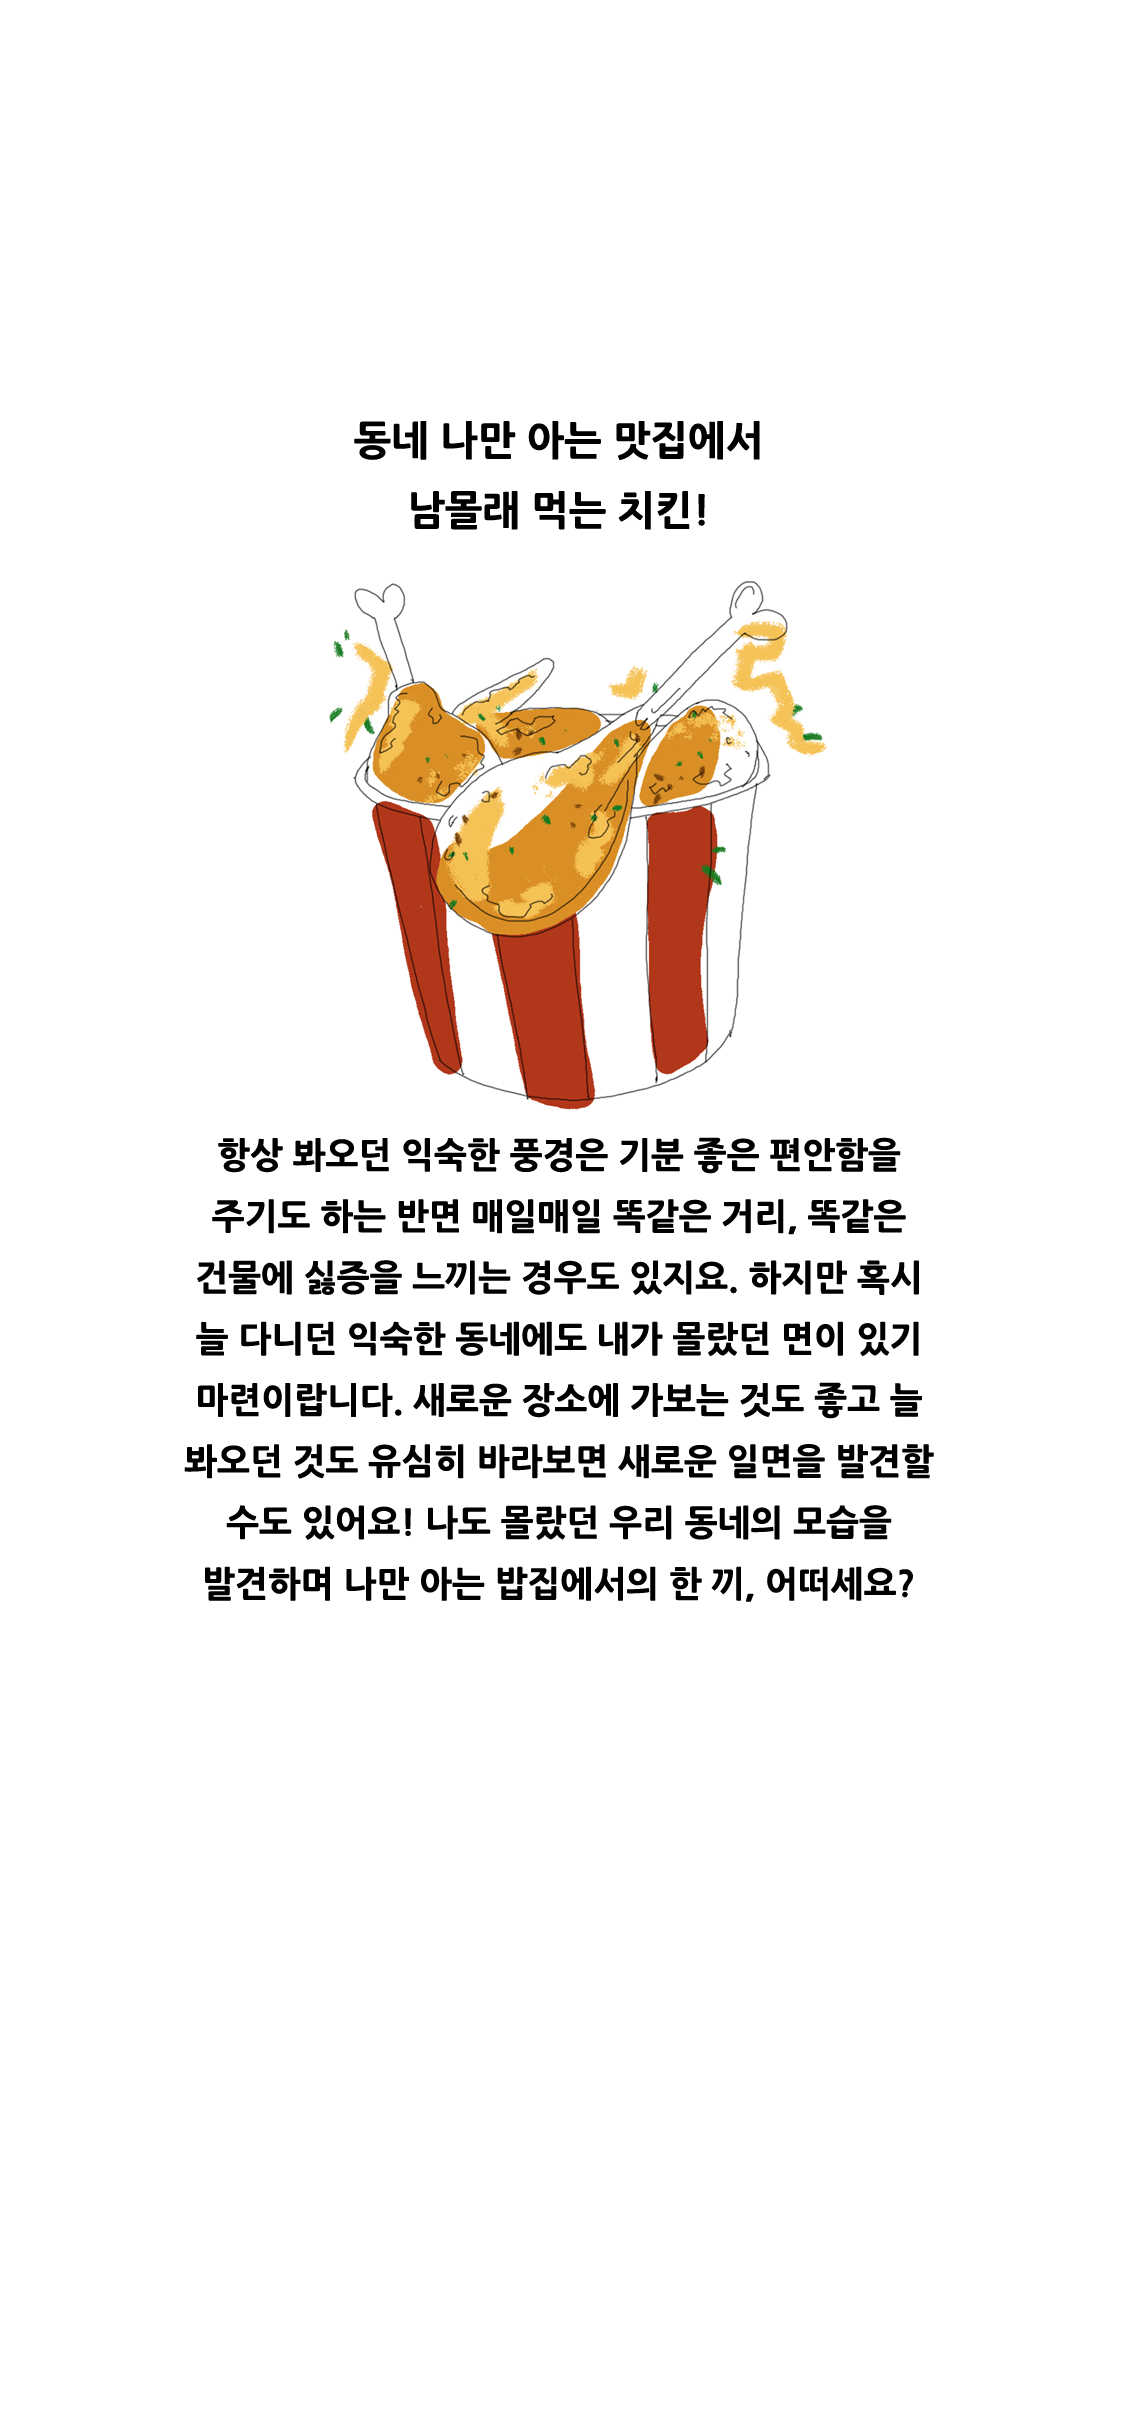 동네 나만 아는 맛집에서
남몰래 먹는 치킨!
항상 봐오던 익숙한 풍경은 기분 좋은 편안함을
주기도 하는 반면 매일매일 똑같은 거리, 똑같은
건물에 싫증을 느끼는 경우도 있지요. 하지만 혹시
늘 다니던 익숙한 동네에도 내가 몰랐던 면이 있기
마련이랍니다. 새로운 장소에 가보는 것도 좋고 늘
봐오던 것도 유심히 바라보면 새로운 일면을 발견할
수도 있어요! 나도 몰랐던 우리 동네의 모습을
발견하며 나만 아는 밥집에서의 한 끼, 어떠세요?